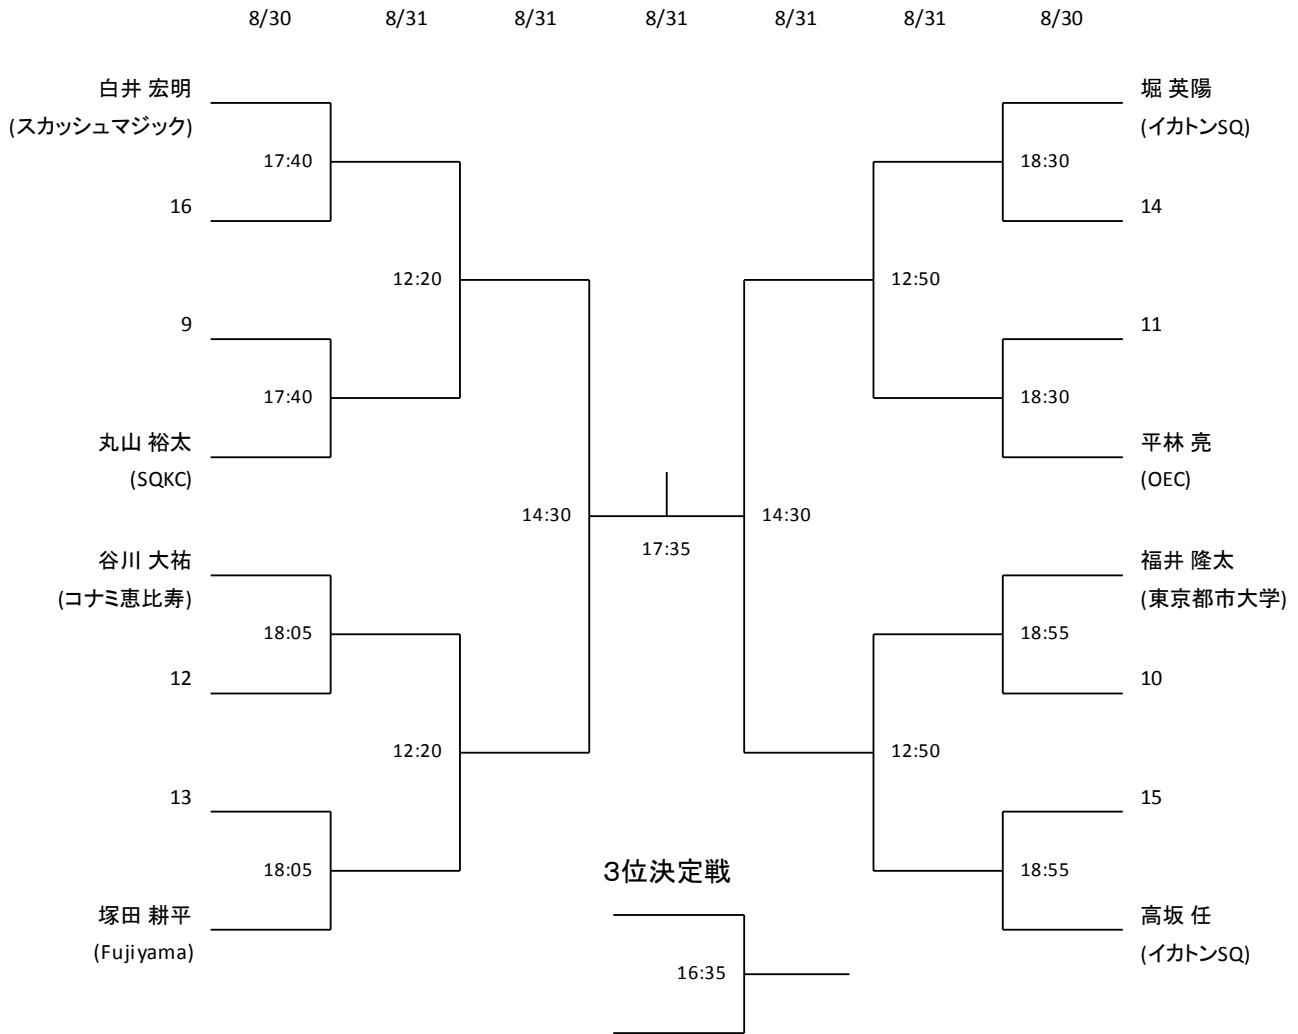 8/30 8/31 8/31 8/31 8/31 8/31 8/30
白井 宏明
(スカッシュマジック)
17:40
16
12:20
9
17:40
丸山 裕太
(SQKC)
14:30
谷川 大祐
(コナミ恵比寿)
18:05
12
12:20
13
18:05
塚田 耕平
(Fujiyama)
17:35
堀 英陽
(イカトンSQ)
18:30
14
12:50
11
18:30
平林 亮
(OEC)
14:30
福井 隆太
(東京都市大学)
18:55
10
12:50
15
18:55
高坂 任
(イカトンSQ)
3位決定戦
16:35